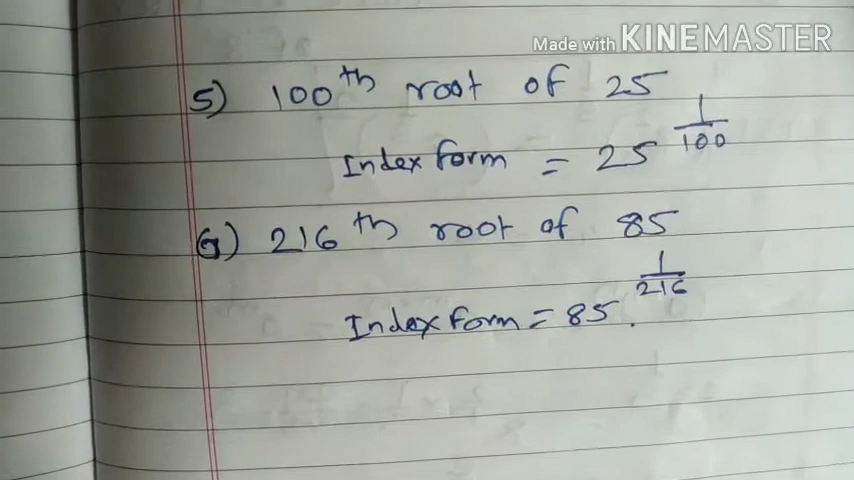 Made with KINEMASTER
5) 100th root of 25
Index form = 25^(1/100)
6) 216th root of 85
Index form = 85^(1/216).